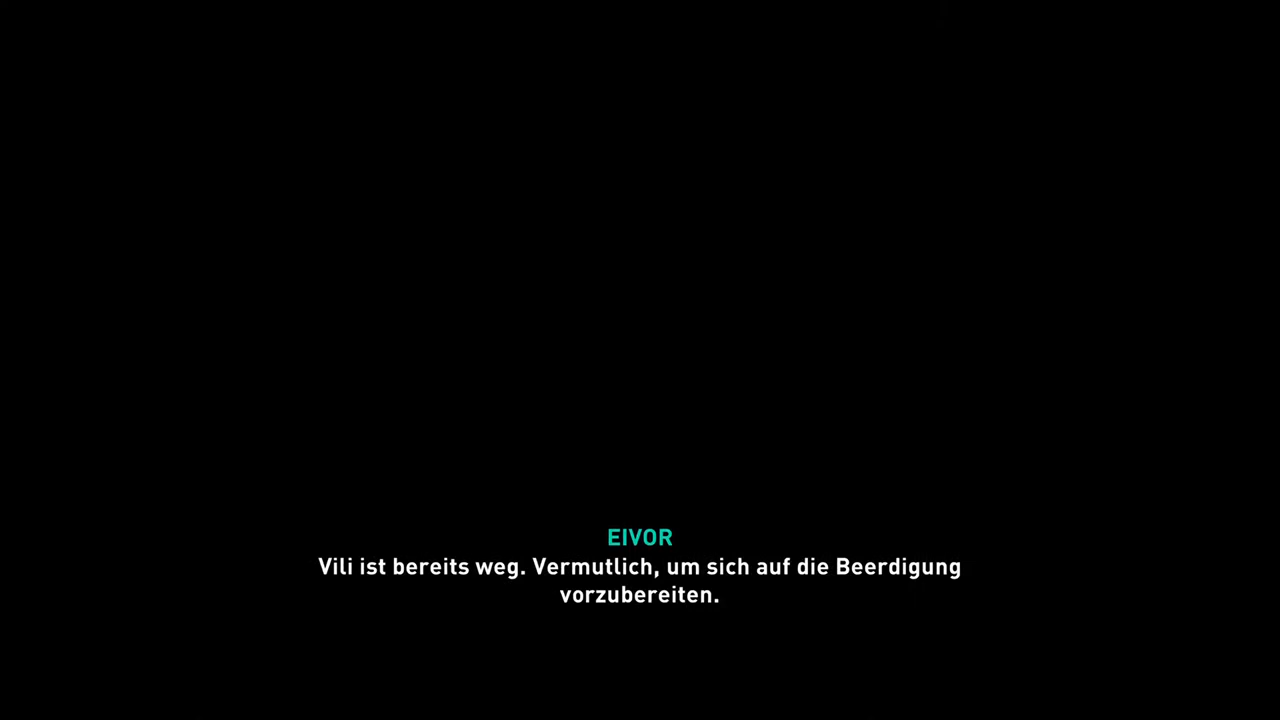 EIVOR
Vili ist bereits weg. Vermutlich, um sich auf die Beerdigung
vorzubereiten.